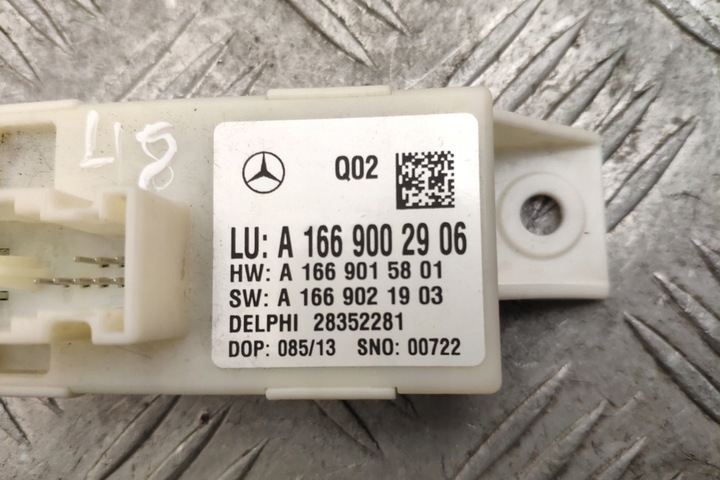 L18
Q02
LU: A 166 900 29 06
HW: A 166 901 58 01
SW: A 166 902 19 03
DELPHI 28352281
DOP: 085/13 SNO: 00722